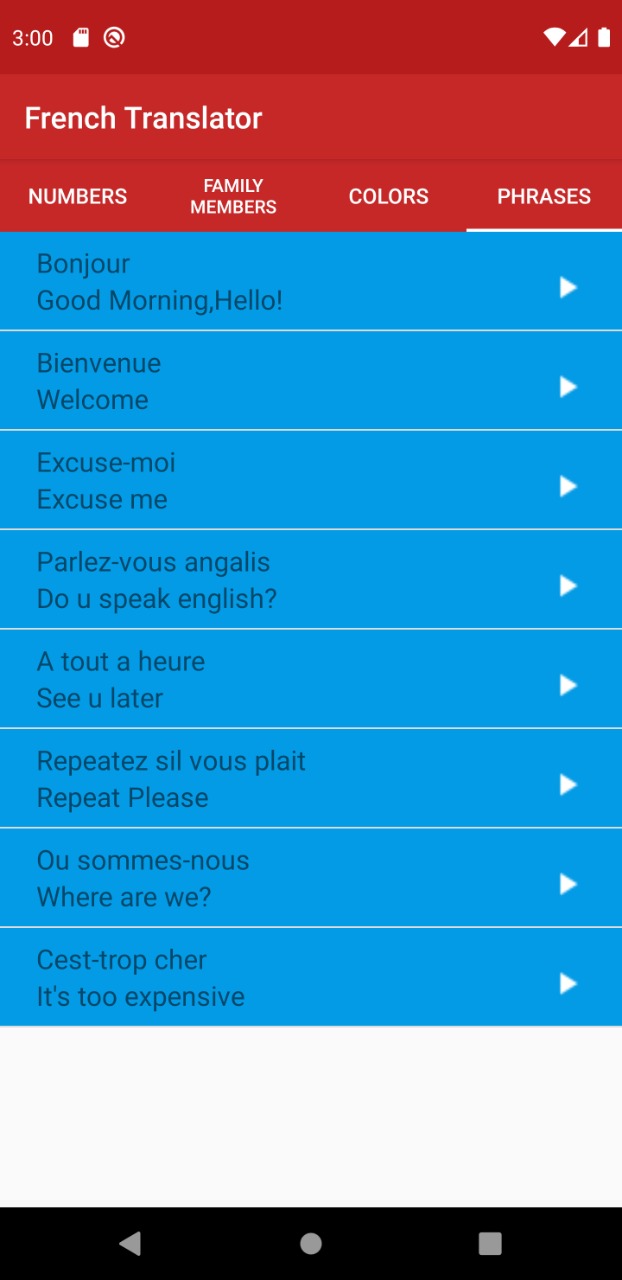 3:00
French Translator
NUMBERS
FAMILY
MEMBERS
COLORS
PHRASES
Bonjour
Good Morning,Hello!
Bienvenue
Welcome
Excuse-moi
Excuse me
Parlez-vous angalis
Do u speak english?
A tout a heure
See u later
Repeatez sil vous plait
Repeat Please
Ou sommes-nous
Where are we?
Cest-trop cher
It's too expensive